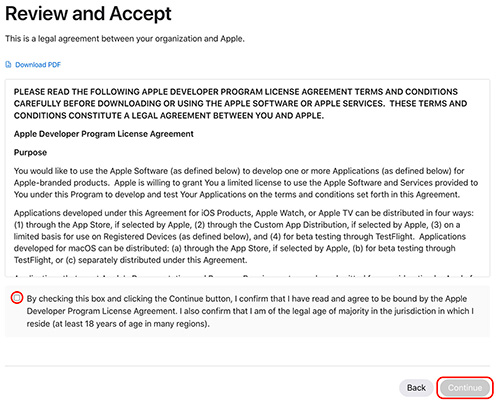 Review and Accept
This is a legal agreement between your organization and Apple.
Download PDF
PLEASE READ THE FOLLOWING APPLE DEVELOPER PROGRAM LICENSE AGREEMENT TERMS AND CONDITIONS
CAREFULLY BEFORE DOWNLOADING OR USING THE APPLE SOFTWARE OR APPLE SERVICES. THESE TERMS AND
CONDITIONS CONSTITUTE A LEGAL AGREEMENT BETWEEN YOU AND APPLE.
Apple Developer Program License Agreement
Purpose
You would like to use the Apple Software (as defined below) to develop one or more Applications (as defined below) for
Apple-branded products. Apple is willing to grant You a limited license to use the Apple Software and Services provided to
You under this Program to develop and test Your Applications on the terms and conditions set forth in this Agreement.
Applications developed under this Agreement for iOS Products, Apple Watch, or Apple TV can be distributed in four ways:
(1) through the App Store, if selected by Apple, (2) through the Custom App Distribution, if selected by Apple, (3) on a
limited basis for use on Registered Devices (as defined below), and (4) for beta testing through TestFlight. Applications
developed for macOS can be distributed: (a) through the App Store, if selected by Apple, (b) for beta testing through
TestFlight, or (c) separately distributed under this Agreement.
By checking this box and clicking the Continue button, I confirm that I have read and agree to be bound by the Apple
Developer Program License Agreement. I also confirm that I am of the legal age of majority in the jurisdiction in which I
reside (at least 18 years of age in many regions).
Back
Continue